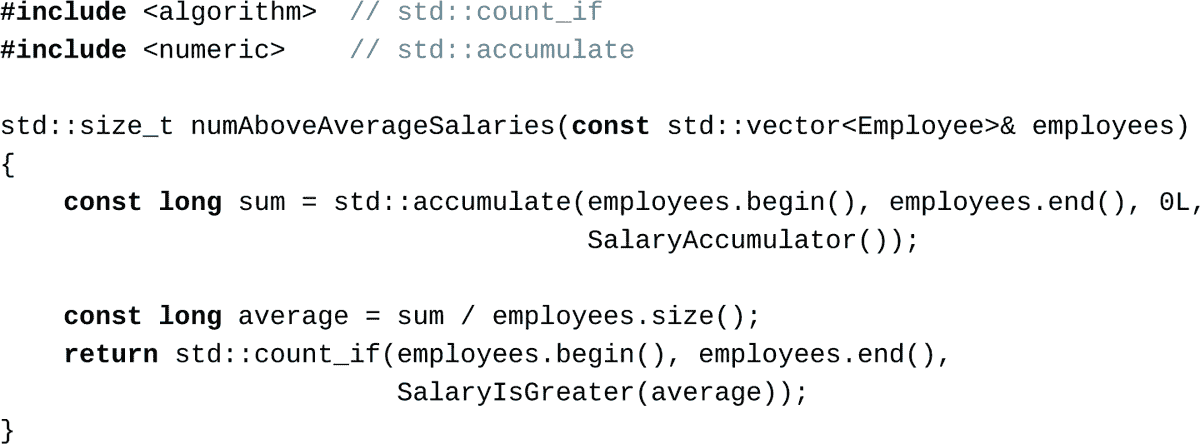 #include <algorithm>  // std::count_if
#include <numeric>    // std::accumulate

std::size_t numAboveAverageSalaries(const std::vector<Employee>& employees)
{
    const long sum = std::accumulate(employees.begin(), employees.end(), 0L,
                                     SalaryAccumulator());

    const long average = sum / employees.size();
    return std::count_if(employees.begin(), employees.end(),
                         SalaryIsGreater(average));
}